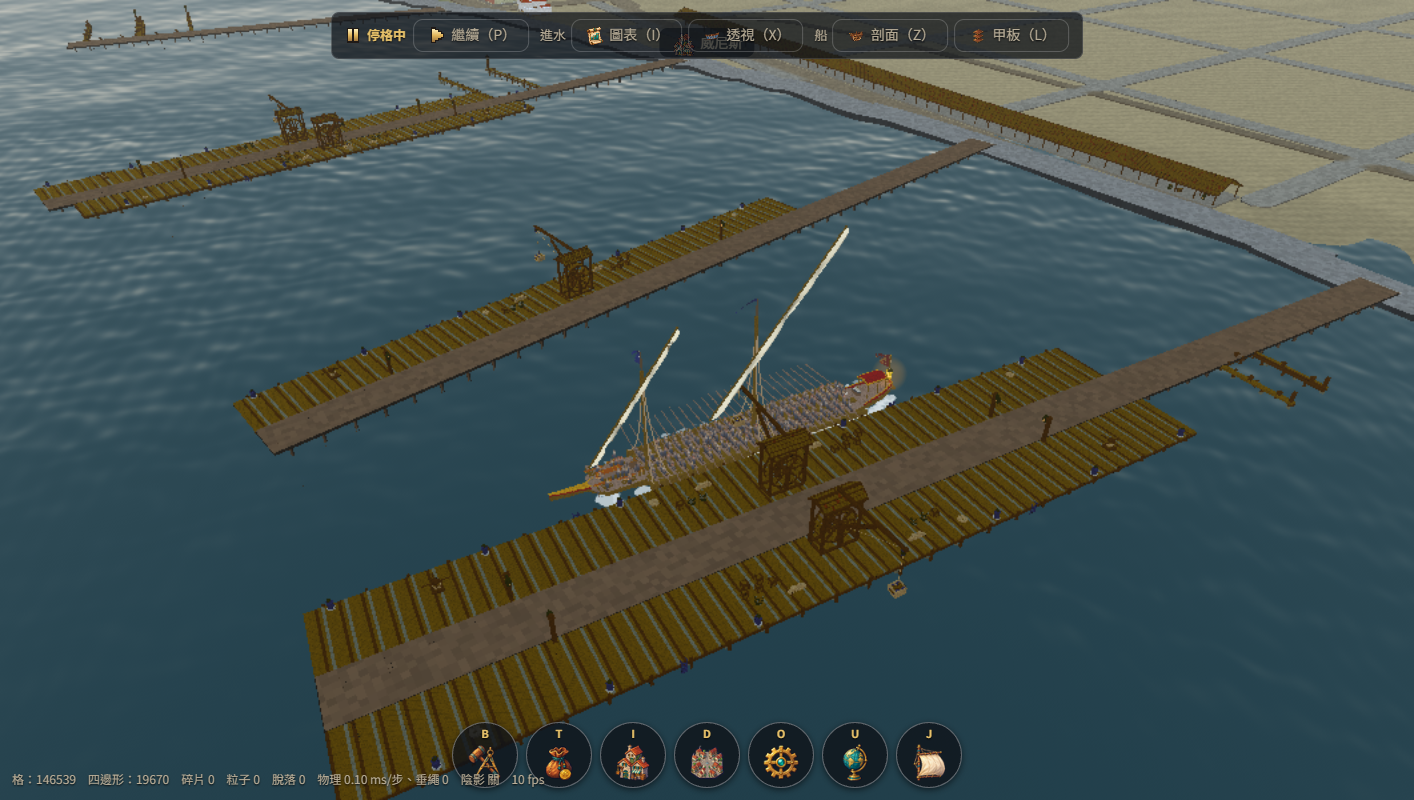 停格中 繼續（P） 進水 圖表（I） 透視（X） 船 剖面（Z） 甲板（L）
威尼斯
B T I D O U J
格：146539 四邊形：19670 碎片 0 粒子 0 脫落 0 物理 0.10 ms/步、垂繩 0 陰影 關 10 fps